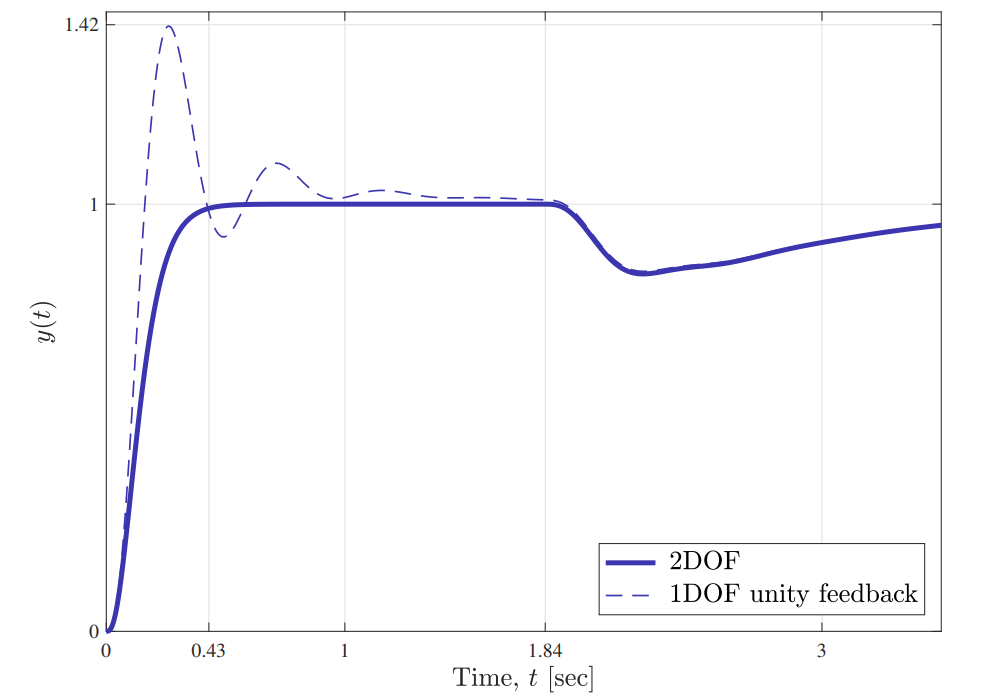 1.42
1
0
y(t)
0 0.43 1 1.84 3
Time, t [sec]
2DOF
1DOF unity feedback